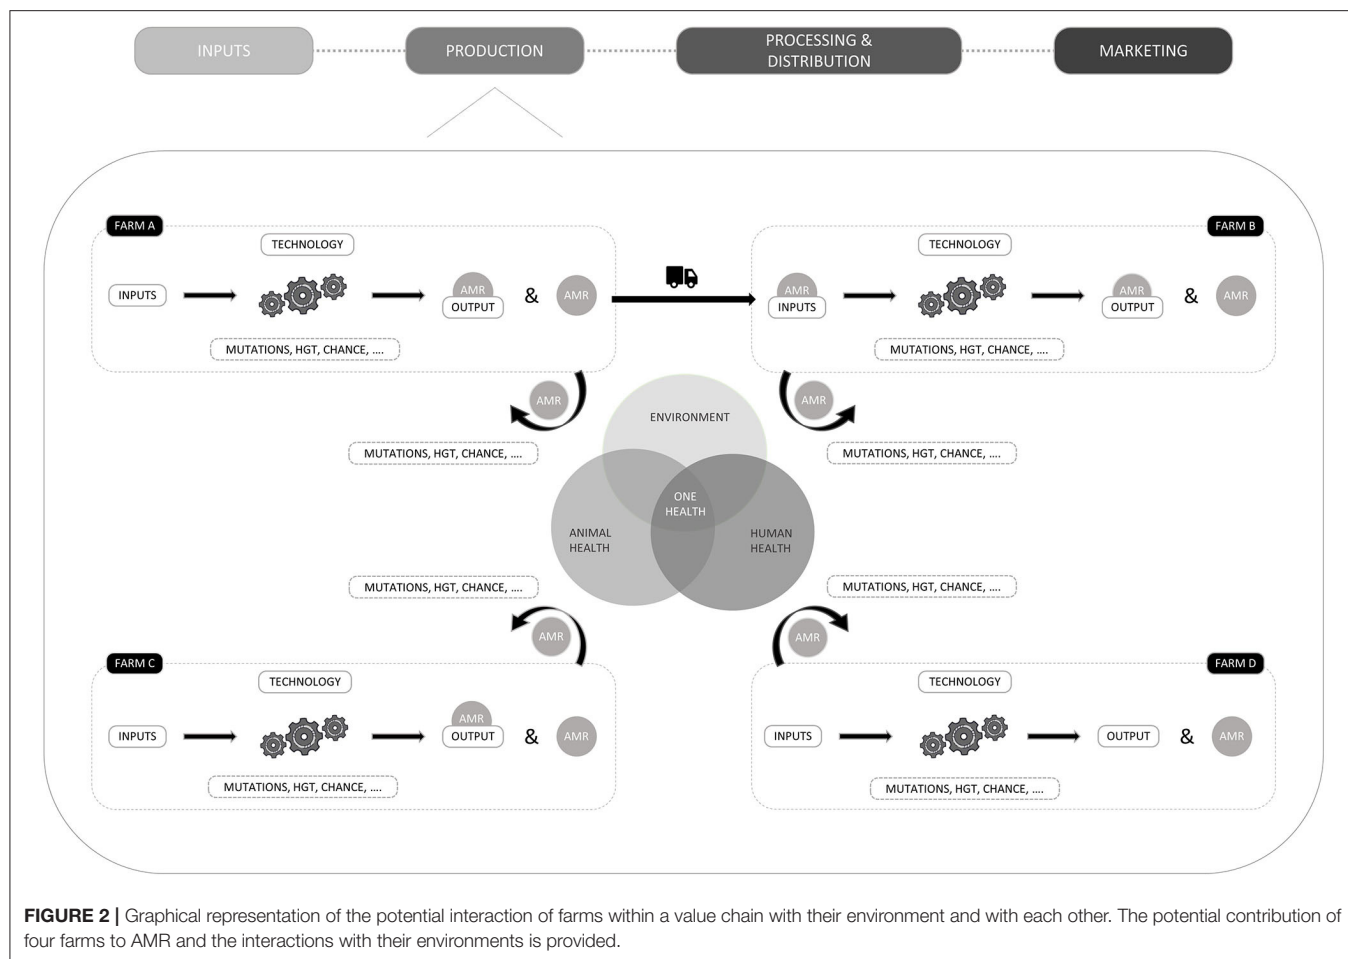 INPUTS
PRODUCTION
PROCESSING &
DISTRIBUTION
MARKETING
FARM A
TECHNOLOGY
INPUTS
AMR
OUTPUT
&
AMR
MUTATIONS, HGT, CHANCE, ....
FARM B
TECHNOLOGY
AMR
INPUTS
AMR
OUTPUT
&
AMR
MUTATIONS, HGT, CHANCE, ....
AMR
MUTATIONS, HGT, CHANCE, ....
AMR
MUTATIONS, HGT, CHANCE, ....
ENVIRONMENT
ONE
HEALTH
ANIMAL
HEALTH
HUMAN
HEALTH
MUTATIONS, HGT, CHANCE, ....
AMR
MUTATIONS, HGT, CHANCE, ....
AMR
FARM C
TECHNOLOGY
INPUTS
AMR
OUTPUT
&
AMR
MUTATIONS, HGT, CHANCE, ....
FARM D
TECHNOLOGY
INPUTS
OUTPUT
&
AMR
MUTATIONS, HGT, CHANCE, ....
FIGURE 2 | Graphical representation of the potential interaction of farms within a value chain with their environment and with each other. The potential contribution of
four farms to AMR and the interactions with their environments is provided.